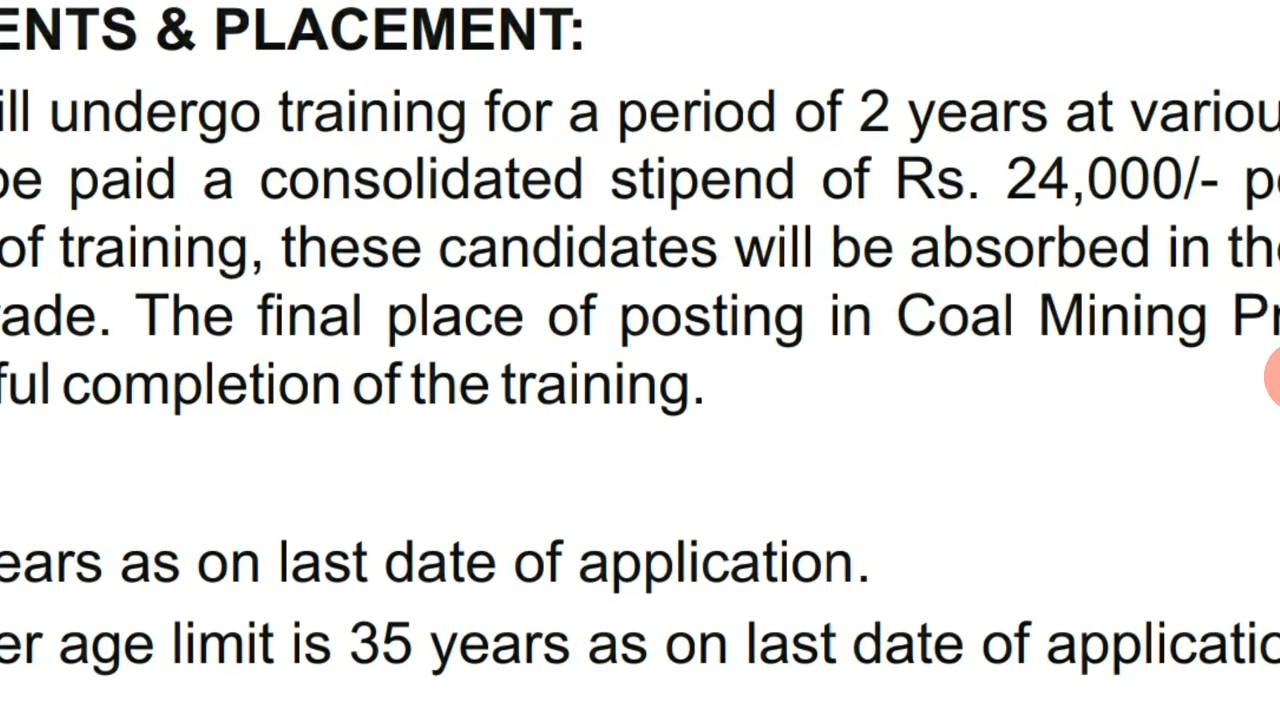 ENTS & PLACEMENT:
ill undergo training for a period of 2 years at variou
be paid a consolidated stipend of Rs. 24,000/- pe
of training, these candidates will be absorbed in the
ade. The final place of posting in Coal Mining Pr
ful completion of the training.
ears as on last date of application.
er age limit is 35 years as on last date of applicatio